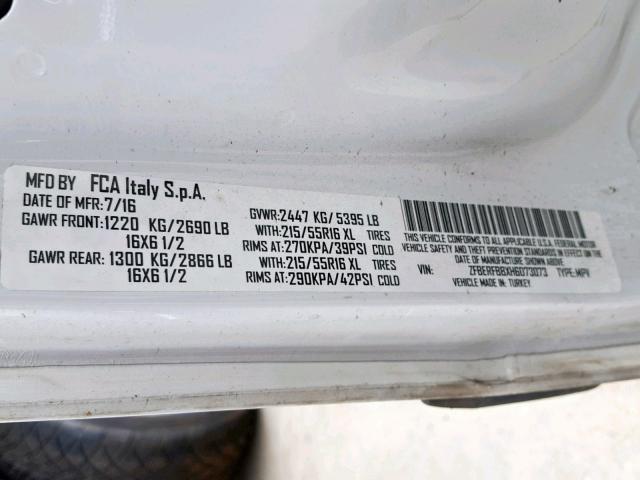 MFD BY FCA Italy S.p.A.
DATE OF MFR:7/16
GAWR FRONT:1220 KG/2690 LB
16X6 1/2
GAWR REAR: 1300 KG/2866 LB
16X6 1/2
GVWR:2447 KG/ 5395 LB
WITH:215/55R16 XL TIRES
RIMS AT:270KPA/39PSI COLD
WITH:215/55R16 XL TIRES
RIMS AT:290KPA/42PSI COLD
THIS VEHICLE CONFORMS TO ALL APPLICABLE U.S.A. FEDERAL MOTOR
VEHICLE SAFETY, BUMPER AND THEFT PREVENTION STANDARDS
IN EFFECT ON THE DATE OF MANUFACTURE SHOWN ABOVE.
VIN: ZFBERFBBXH6073073 TYPE:MPV
MADE IN: TURKEY